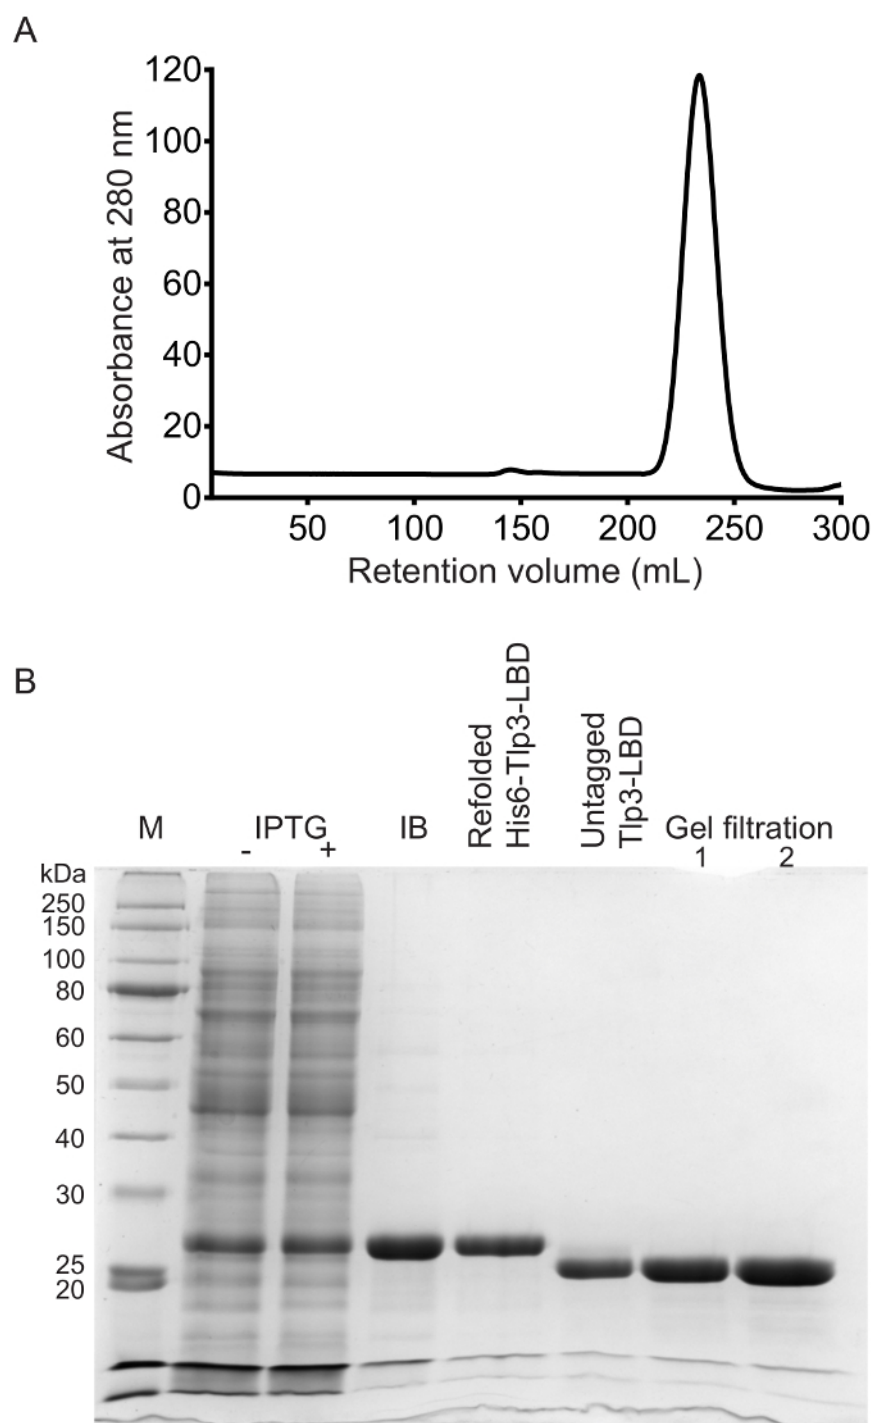 A
120
100
80
60
40
20
0
Absorbance at 280 nm
50 100 150 200 250 300
Retention volume (mL)
B
M
IPTG
- +
IB
Refolded
His6-Tlp3-LBD
Untagged
Tlp3-LBD
Gel filtration
1 2
kDa
250
150
100
80
60
50
40
30
25
20